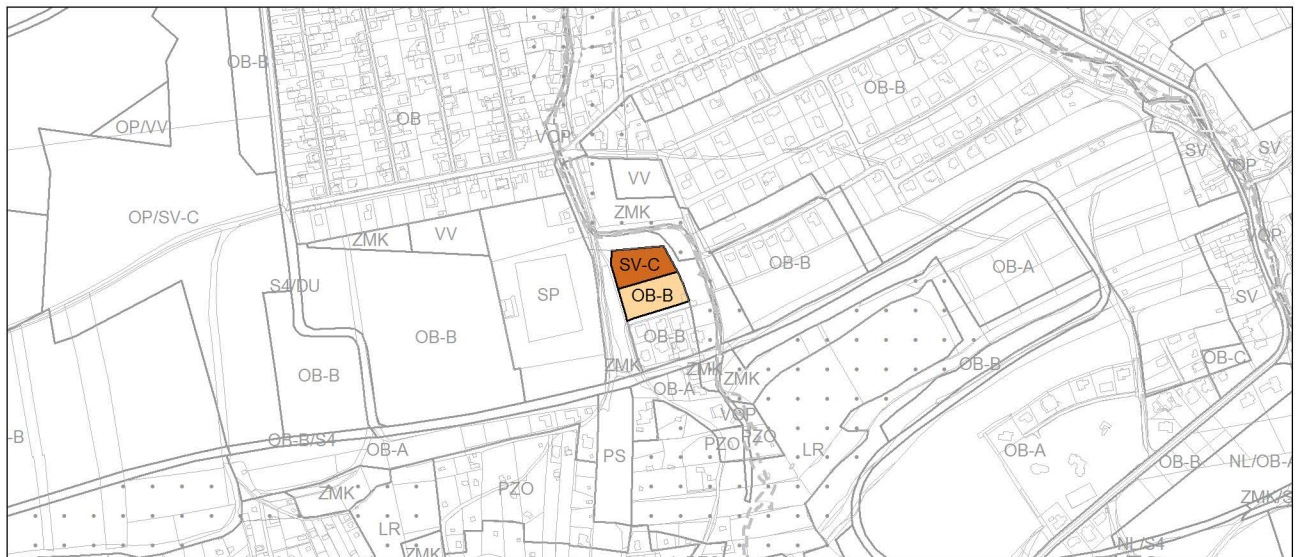 OB-B
OP/VV
OB
VOP
OB-B
SV
SV
VOP
VV
OP/SV-C
ZMK
ZMK
VV
VOP
SV-C
OB-B
OB-A
S4/DU
SP
OB-B
SV
OB-B
OB-B
OB-B
OB-C
ZMK
ZMK
ZMK
OB-B
OB-B
OB-A
VOP
-B
OB-B/S4
OB-A
PZO
PZO
PS
LR
OB-A
OB-B
NL/OB-A
PZO
ZMK
LR
ZMK
NL/S4